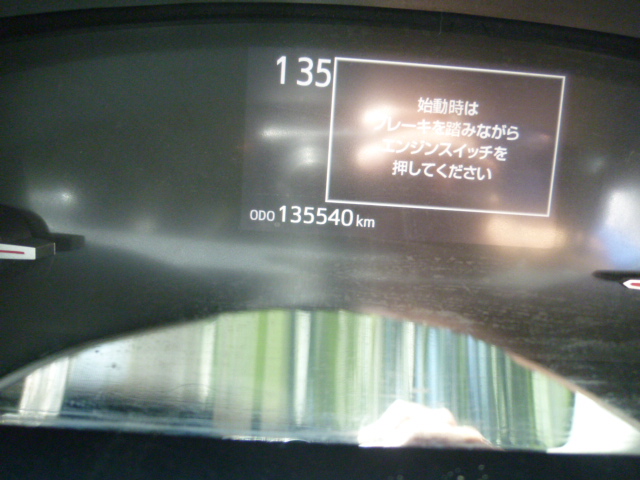 135
始動時は
ブレーキを踏みながら
エンジンスイッチを
押してください
ODO 135540 km